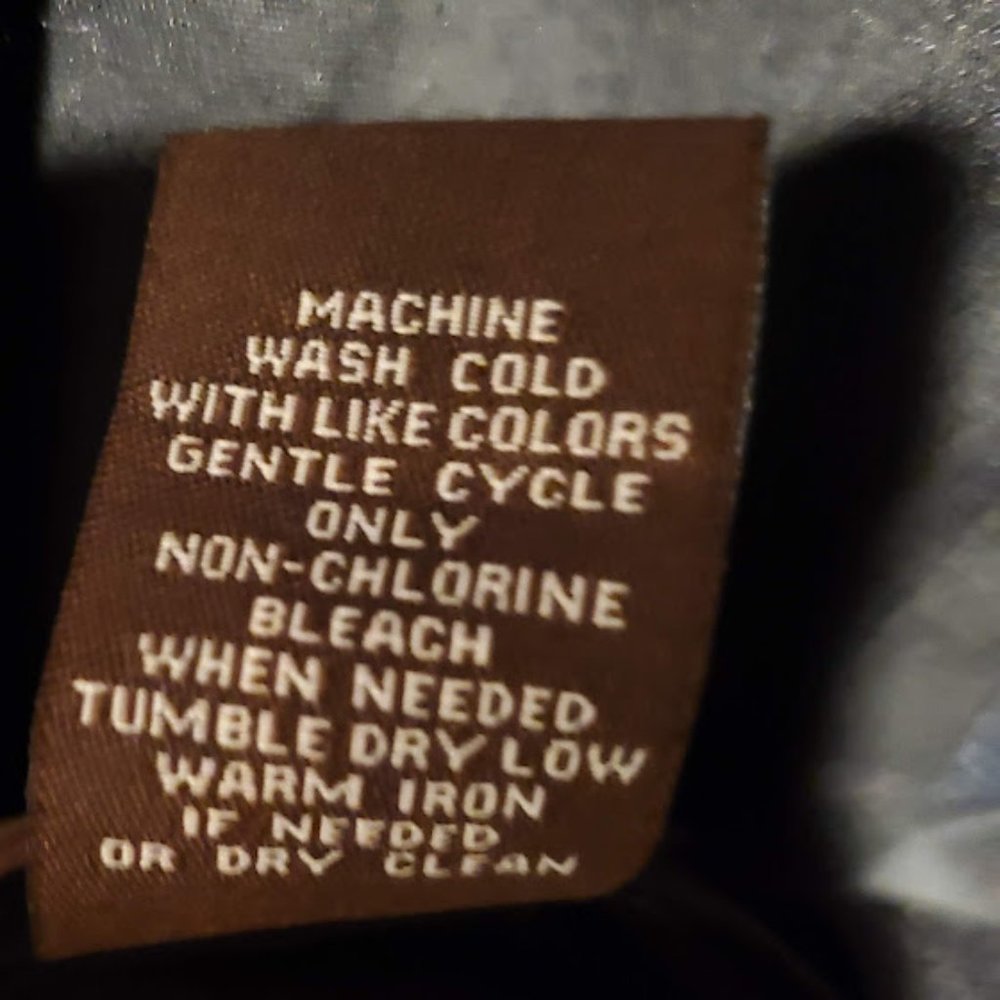 MACHINE
WASH COLD
WITH LIKE COLORS
GENTLE CYCLE
ONLY
NON-CHLORINE
BLEACH
WHEN NEEDED
TUMBLE DRY LOW
WARM IRON
IF NEEDED
OR DRY CLEAN